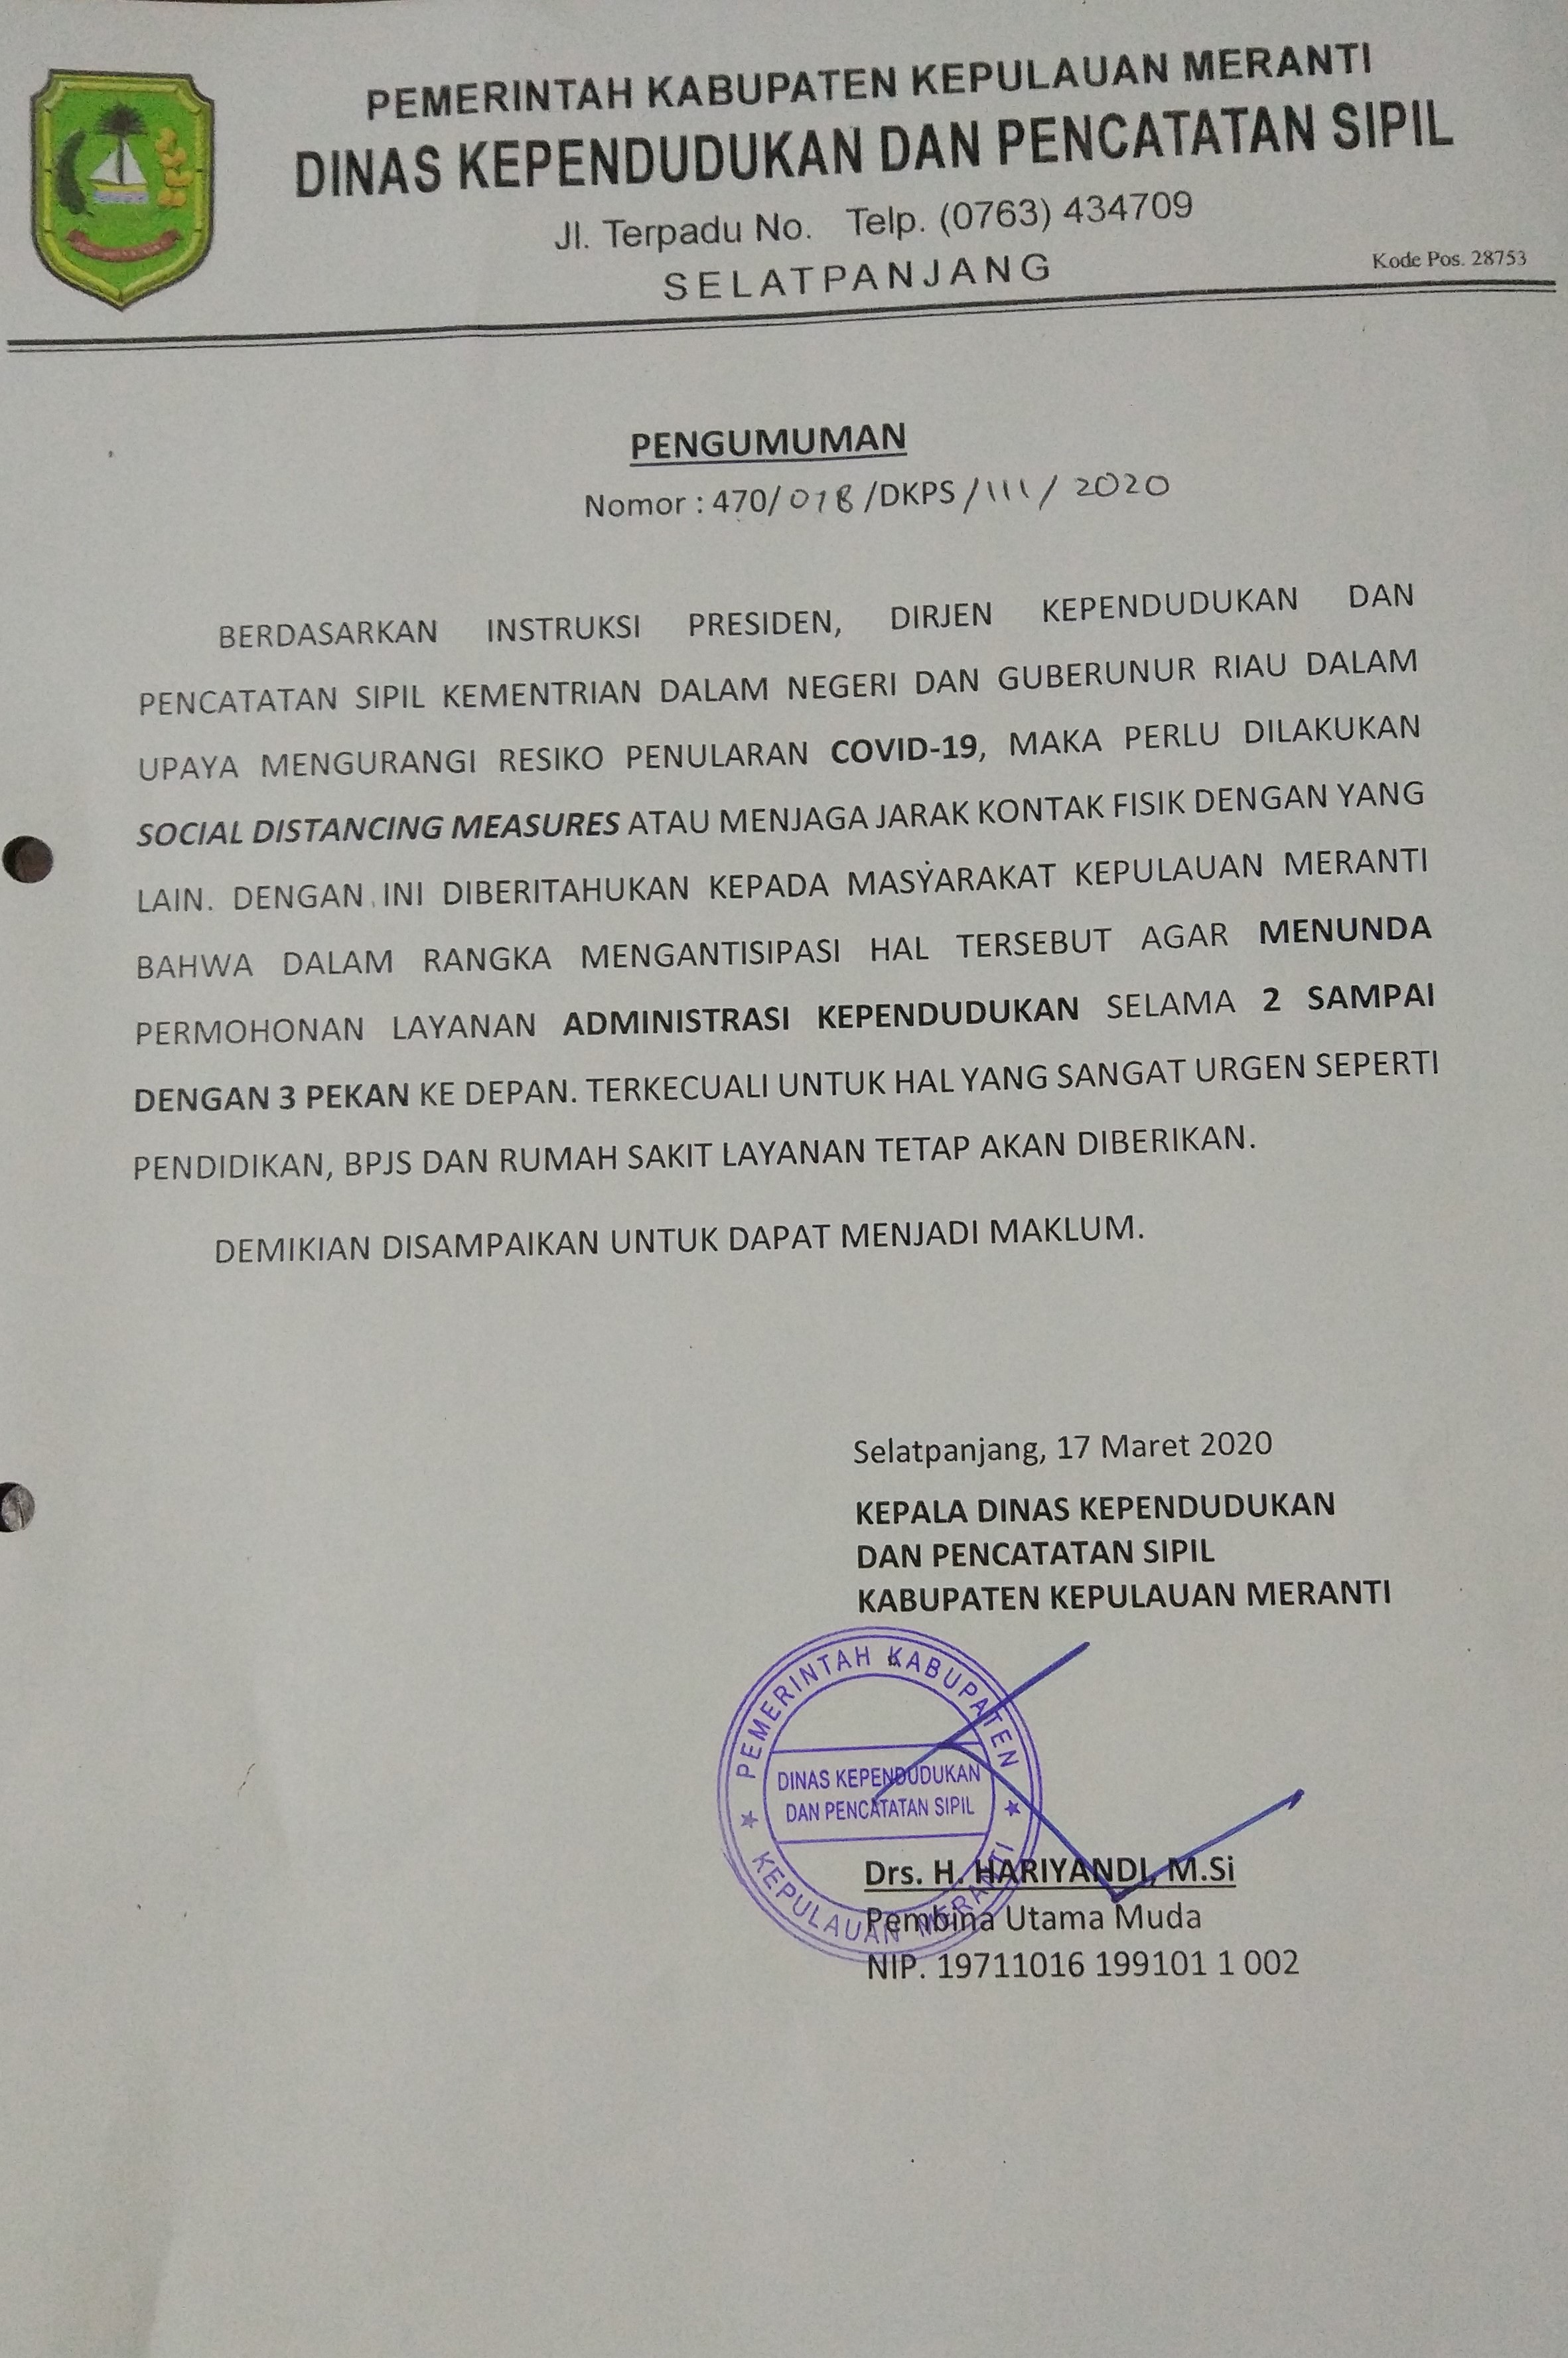 PEMERINTAH KABUPATEN KEPULAUAN MERANTI
DINAS KEPENDUDUKAN DAN PENCATATAN SIPIL
Jl. Terpadu No. Telp. (0763) 434709
SELATPANJANG
Kode Pos. 28753
PENGUMUMAN
Nomor : 470/018/DKPS/III/2020
BERDASARKAN INSTRUKSI PRESIDEN, DIRJEN KEPENDUDUKAN DAN
PENCATATAN SIPIL KEMENTRIAN DALAM NEGERI DAN GUBERUNUR RIAU DALAM
UPAYA MENGURANGI RESIKO PENULARAN COVID-19, MAKA PERLU DILAKUKAN
SOCIAL DISTANCING MEASURES ATAU MENJAGA JARAK KONTAK FISIK DENGAN YANG
LAIN. DENGAN INI DIBERITAHUKAN KEPADA MASYARAKAT KEPULAUAN MERANTI
BAHWA DALAM RANGKA MENGANTISIPASI HAL TERSEBUT AGAR MENUNDA
PERMOHONAN LAYANAN ADMINISTRASI KEPENDUDUKAN SELAMA 2 SAMPAI
DENGAN 3 PEKAN KE DEPAN. TERKECUALI UNTUK HAL YANG SANGAT URGEN SEPERTI
PENDIDIKAN, BPJS DAN RUMAH SAKIT LAYANAN TETAP AKAN DIBERIKAN.
DEMIKIAN DISAMPAIKAN UNTUK DAPAT MENJADI MAKLUM.
Selatpanjang, 17 Maret 2020
KEPALA DINAS KEPENDUDUKAN
DAN PENCATATAN SIPIL
KABUPATEN KEPULAUAN MERANTI
PEMERINTAH KABUPATEN
DINAS KEPENDUDUKAN
DAN PENCATATAN SIPIL
KEPULAUAN MERANTI
Drs. H. HARIYANDI, M.Si
Pembina Utama Muda
NIP. 19711016 199101 1 002